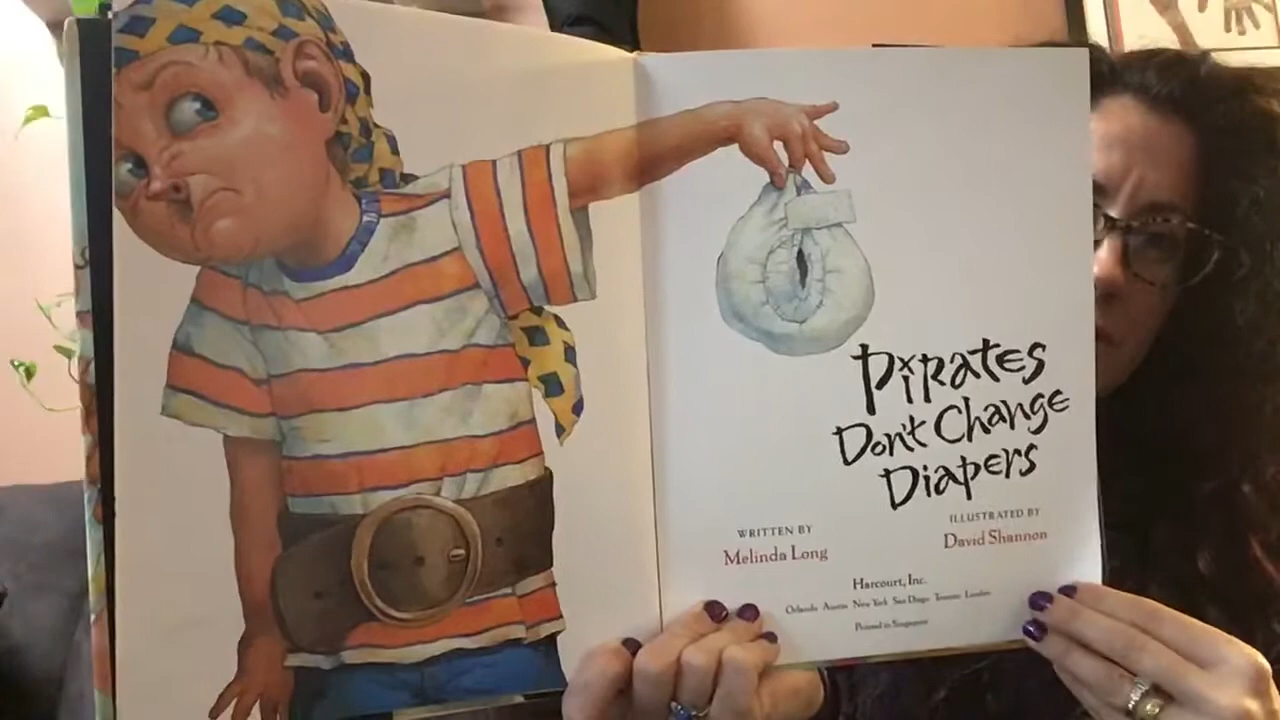 Pirates
Don't Change
Diapers
WRITTEN BY
Melinda Long
ILLUSTRATED BY
David Shannon
Harcourt, Inc.
Orlando Austin New York San Diego Toronto London
Printed in Singapore